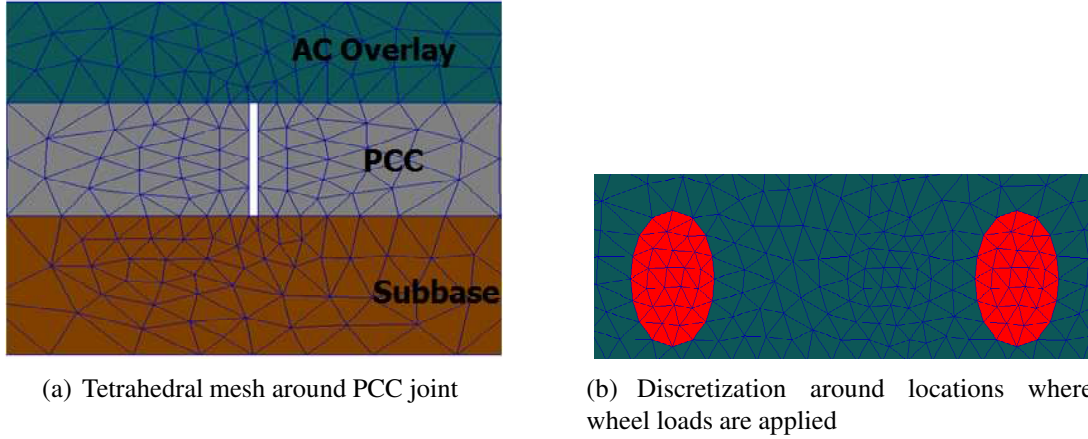 AC Overlay
PCC
Subbase
(a) Tetrahedral mesh around PCC joint
(b) Discretization around locations where
wheel loads are applied